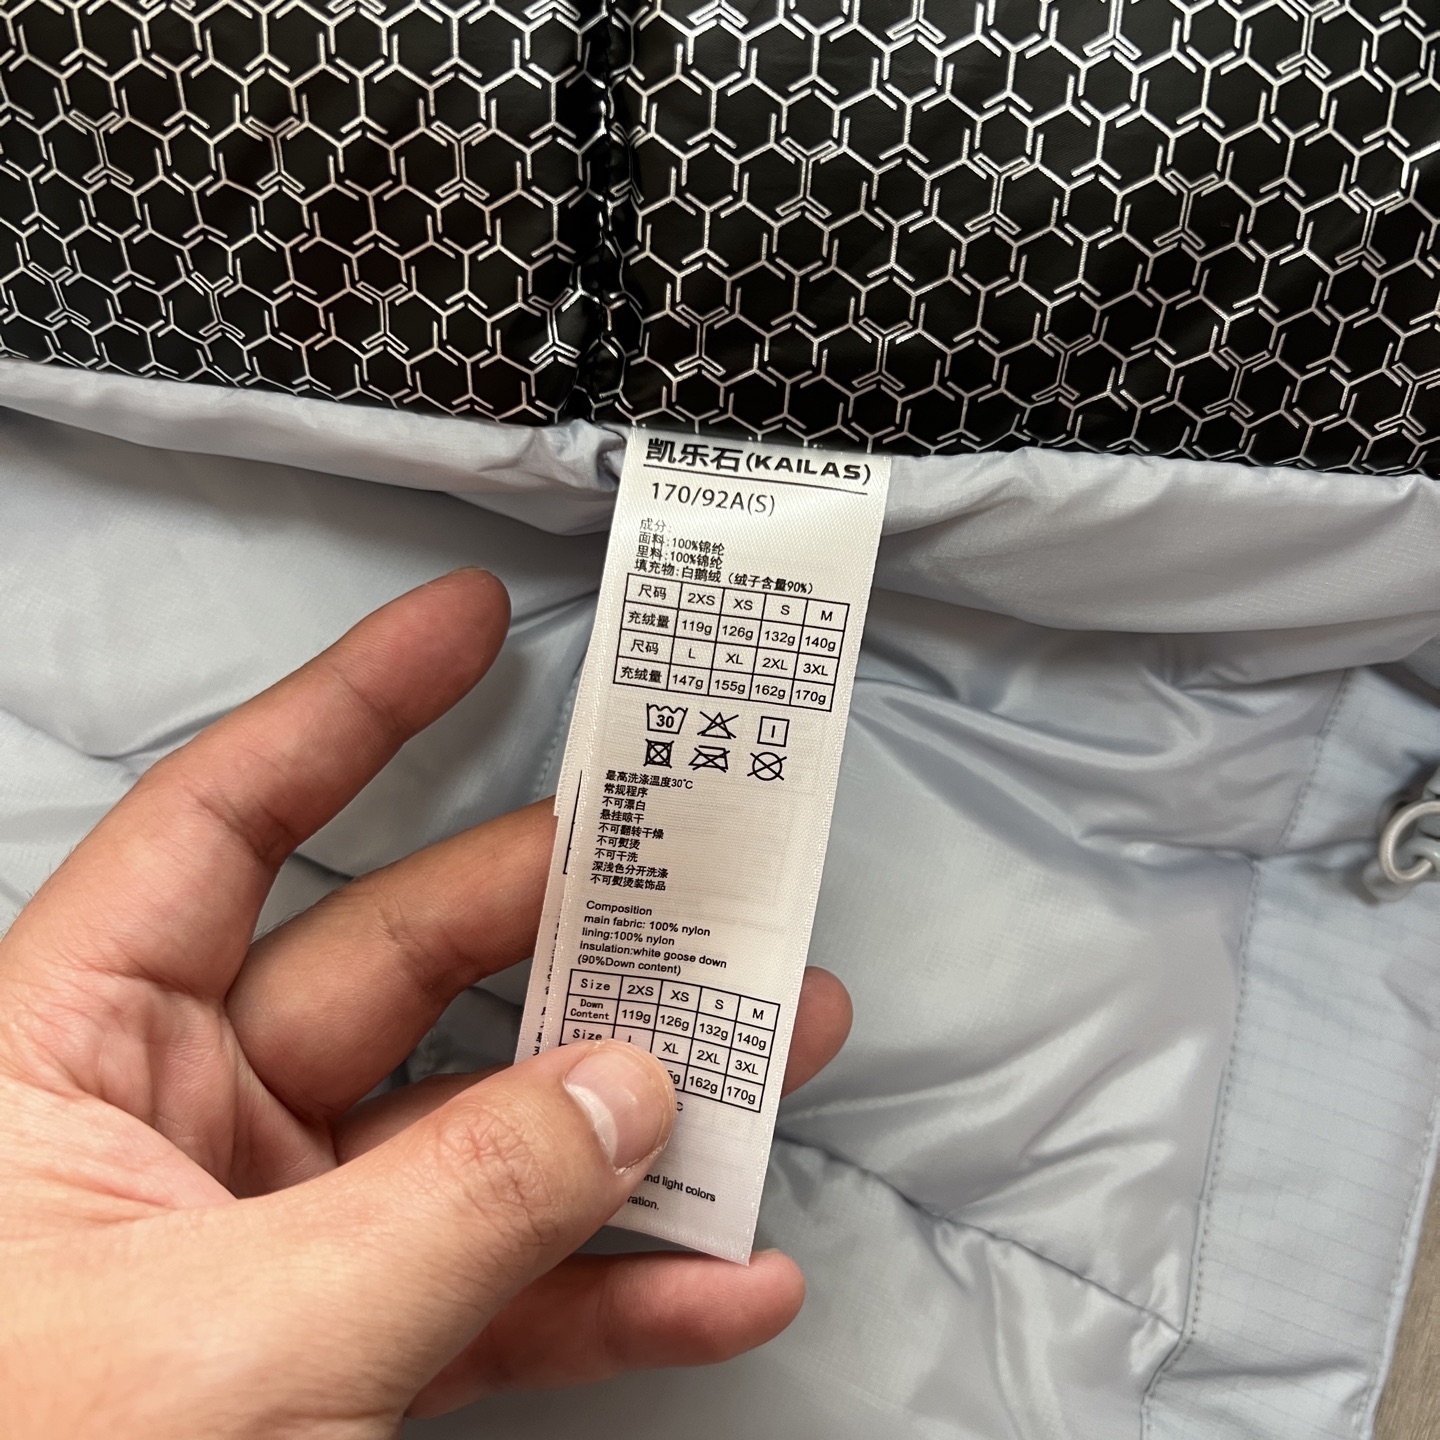 凯乐石(KAILAS)
170/92A(S)
成分:
面料:100%锦纶
里料:100%锦纶
填充物:白鹅绒（绒子含量90%）
尺码 2XS XS S M
充绒量 119g 126g 132g 140g
尺码 L XL 2XL 3XL
充绒量 147g 155g 162g 170g
30
最高洗涤温度30℃
常规程序
不可漂白
悬挂晾干
不可翻转干燥
不可熨烫
不可干洗
深浅色分开洗涤
不可熨烫装饰品
Composition
main fabric: 100% nylon
lining:100% nylon
insulation:white goose down
(90%Down content)
Size 2XS XS S M
Down Content 119g 126g 132g 140g
Size L XL 2XL 3XL
5g 162g 170g
light colors